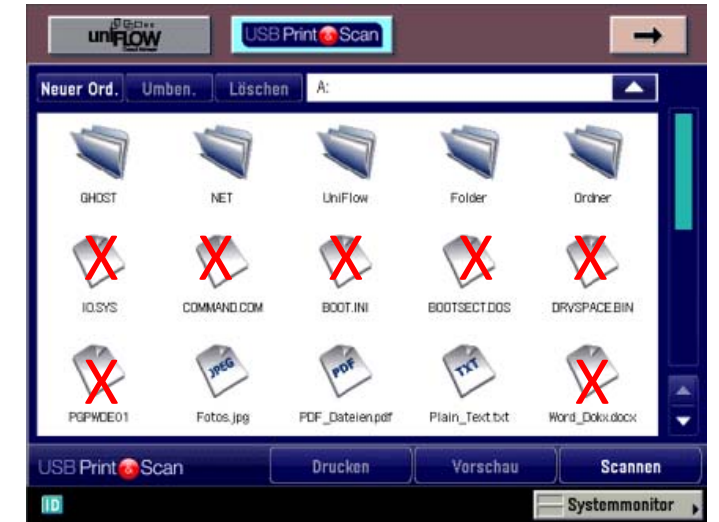 uniFLOW USB Print & Scan
Neuer Ord. Umben. Löschen A:
GHOST NET UniFlow Folder Ordner
X X X X X
IO.SYS COMMAND.COM BOOT.INI BOOTSECT.DOS DRVSPACE.BIN
X JPEG PDF TXT X
PGPWDE01 Fotos.jpg PDF_Dateien.pdf Plain_Text.txt Word_Dokx.docx
USB Print & Scan Drucken Vorschau Scannen
ID Systemmonitor